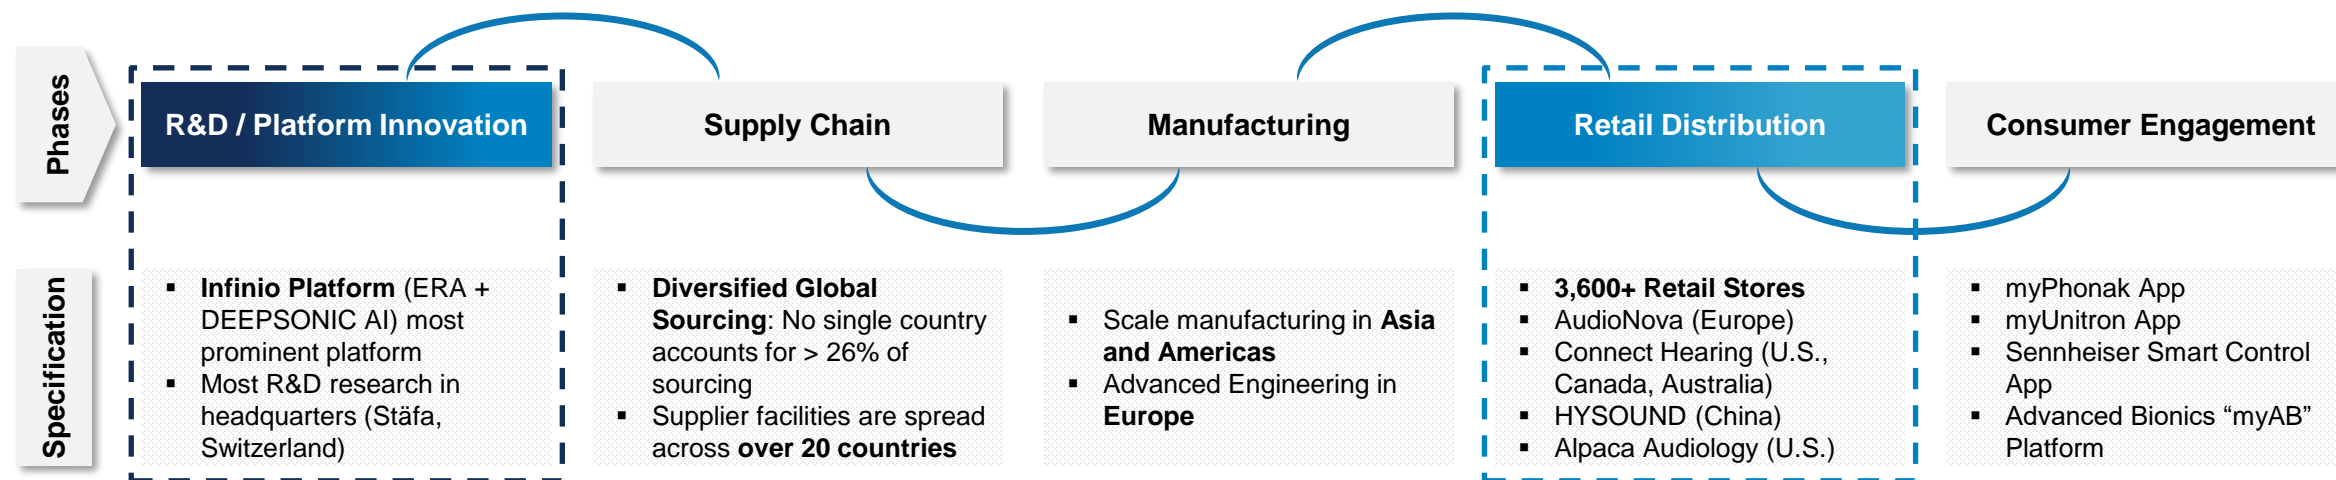 Phases
R&D / Platform Innovation
Supply Chain
Manufacturing
Retail Distribution
Consumer Engagement
Specification
▪ Infinio Platform (ERA +
DEEPSONIC AI) most
prominent platform
▪ Most R&D research in
headquarters (Stäfa,
Switzerland)
▪ Diversified Global
Sourcing: No single country
accounts for > 26% of
sourcing
▪ Supplier facilities are spread
across over 20 countries
▪ Scale manufacturing in Asia
and Americas
▪ Advanced Engineering in
Europe
▪ 3,600+ Retail Stores
▪ AudioNova (Europe)
▪ Connect Hearing (U.S.,
Canada, Australia)
▪ HYSOUND (China)
▪ Alpaca Audiology (U.S.)
▪ myPhonak App
▪ myUnitron App
▪ Sennheiser Smart Control
App
▪ Advanced Bionics “myAB”
Platform